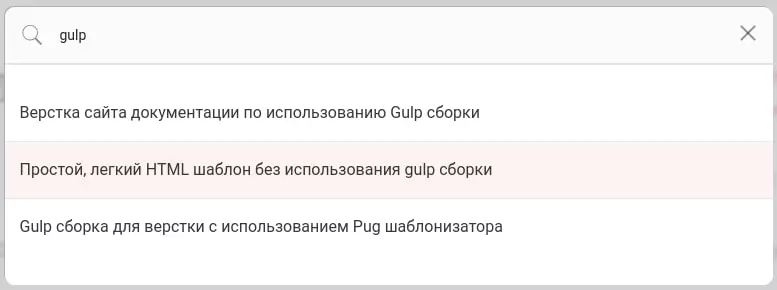 gulp
Верстка сайта документации по использованию Gulp сборки
Простой, легкий HTML шаблон без использования gulp сборки
Gulp сборка для верстки с использованием Pug шаблонизатора